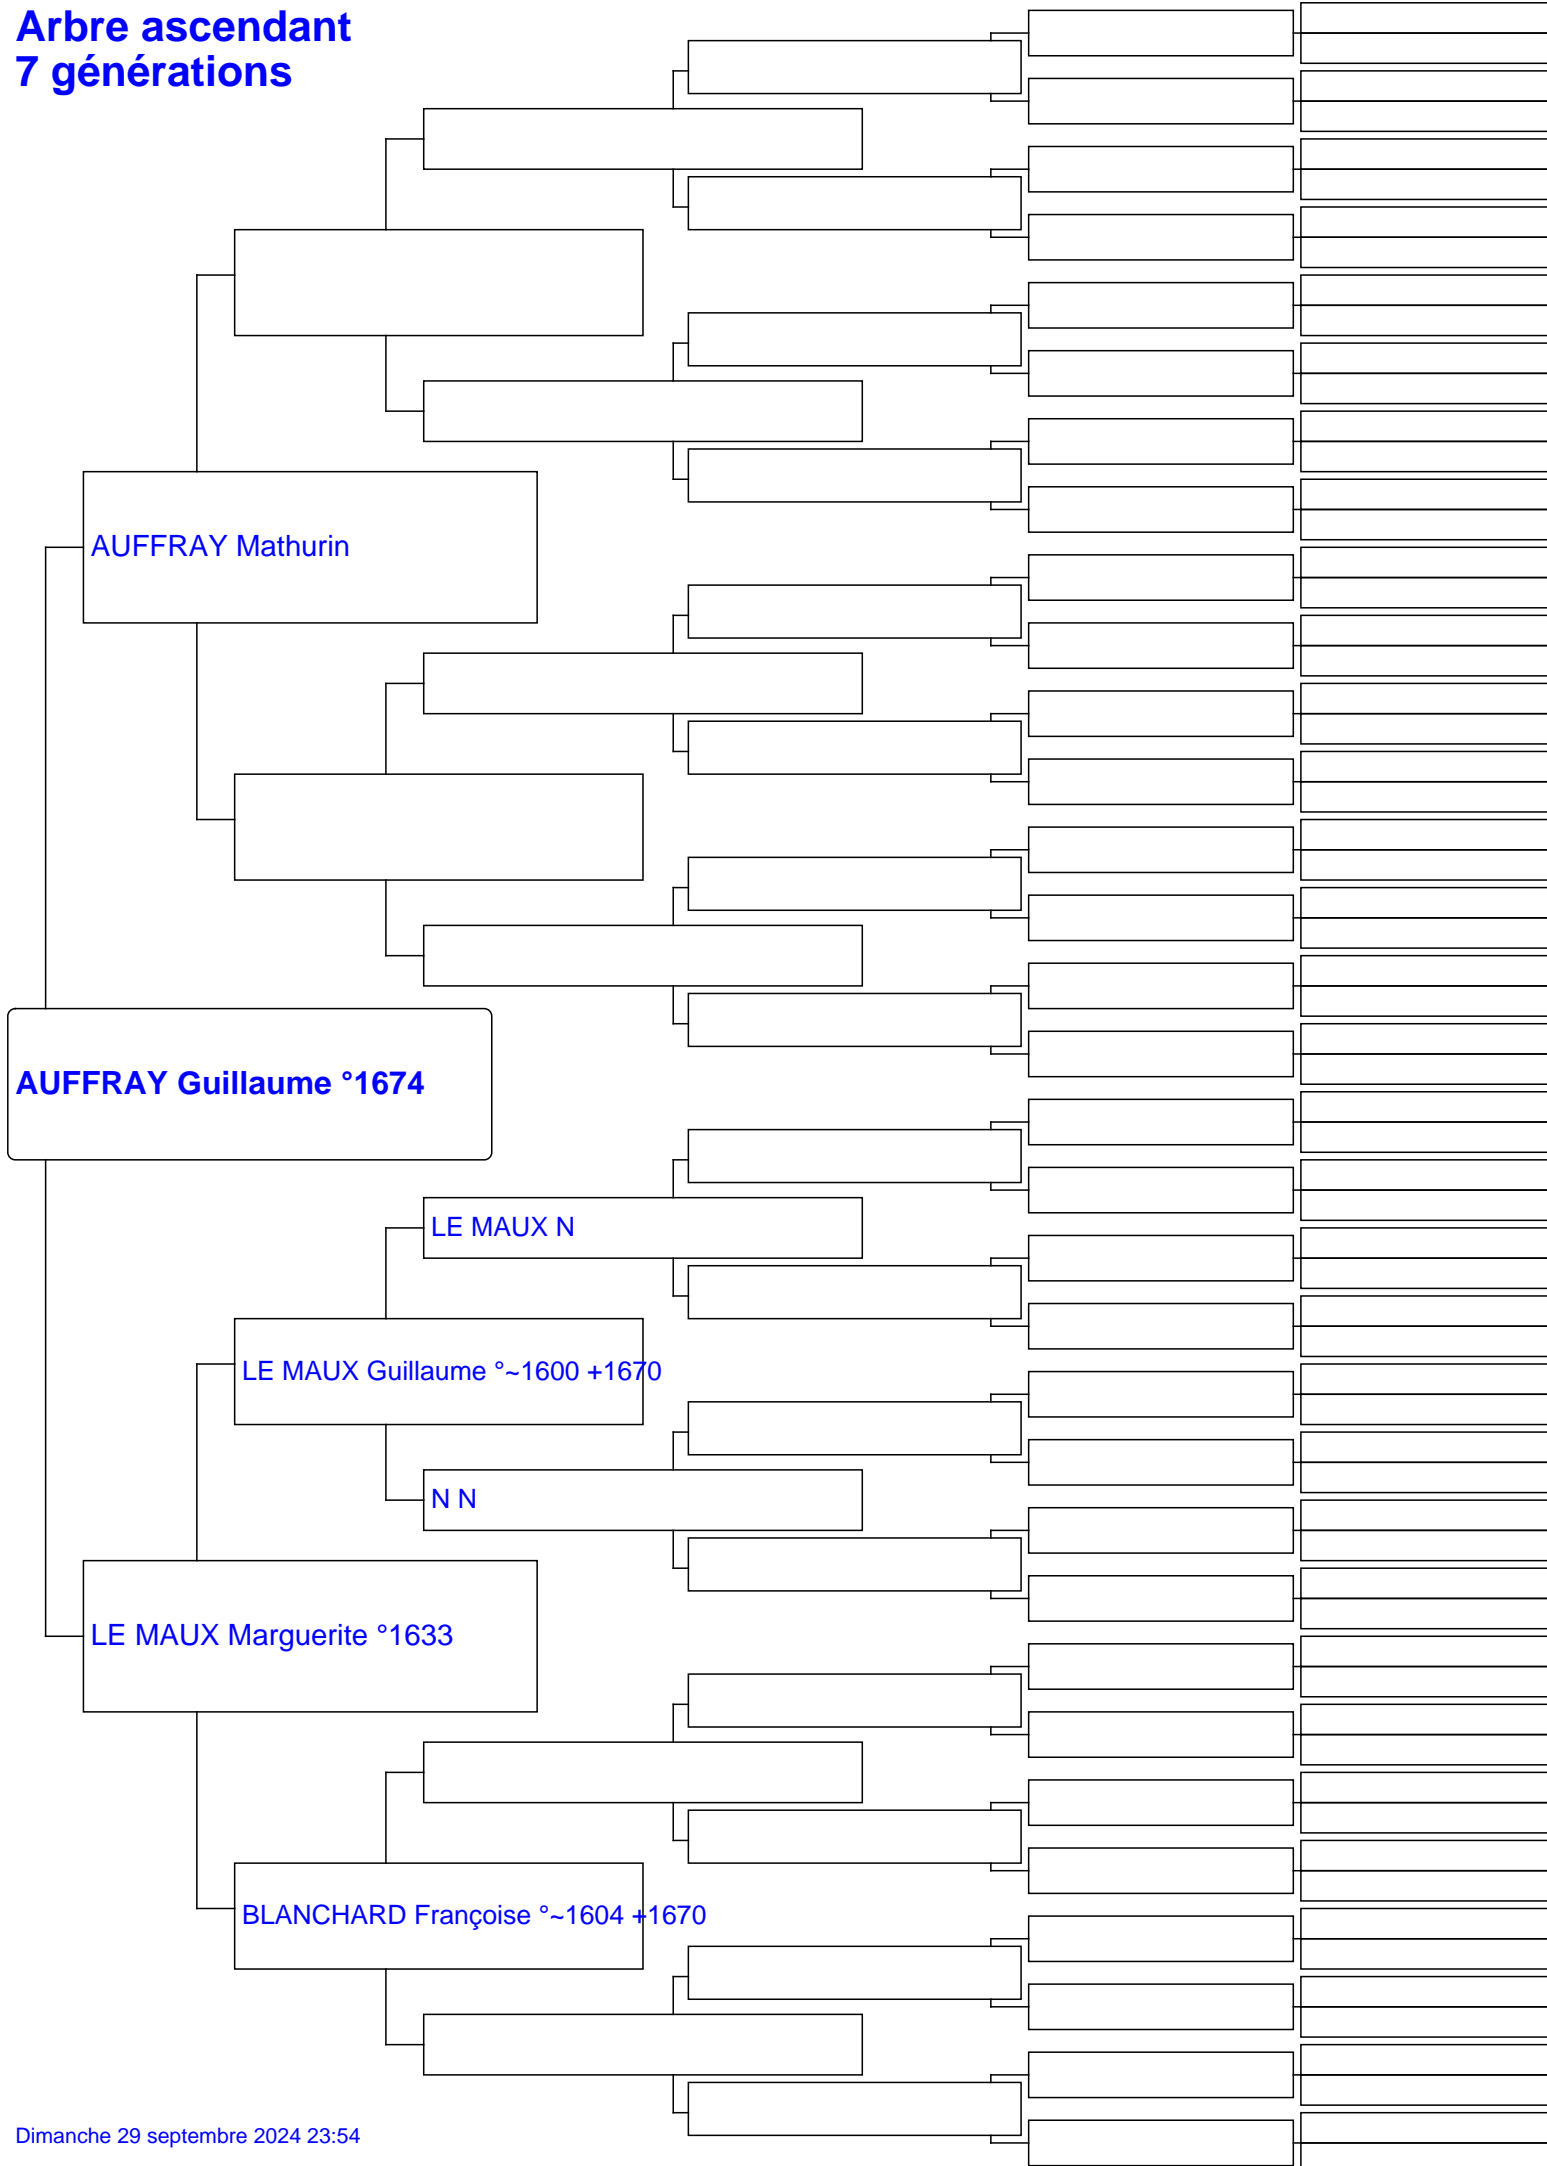 Arbre ascendant
7 générations
AUFFRAY Mathurin
AUFFRAY Guillaume °1674
LE MAUX N
LE MAUX Guillaume °~1600 +1670
N N
LE MAUX Marguerite °1633
BLANCHARD Françoise °~1604 +1670
Dimanche 29 septembre 2024 23:54